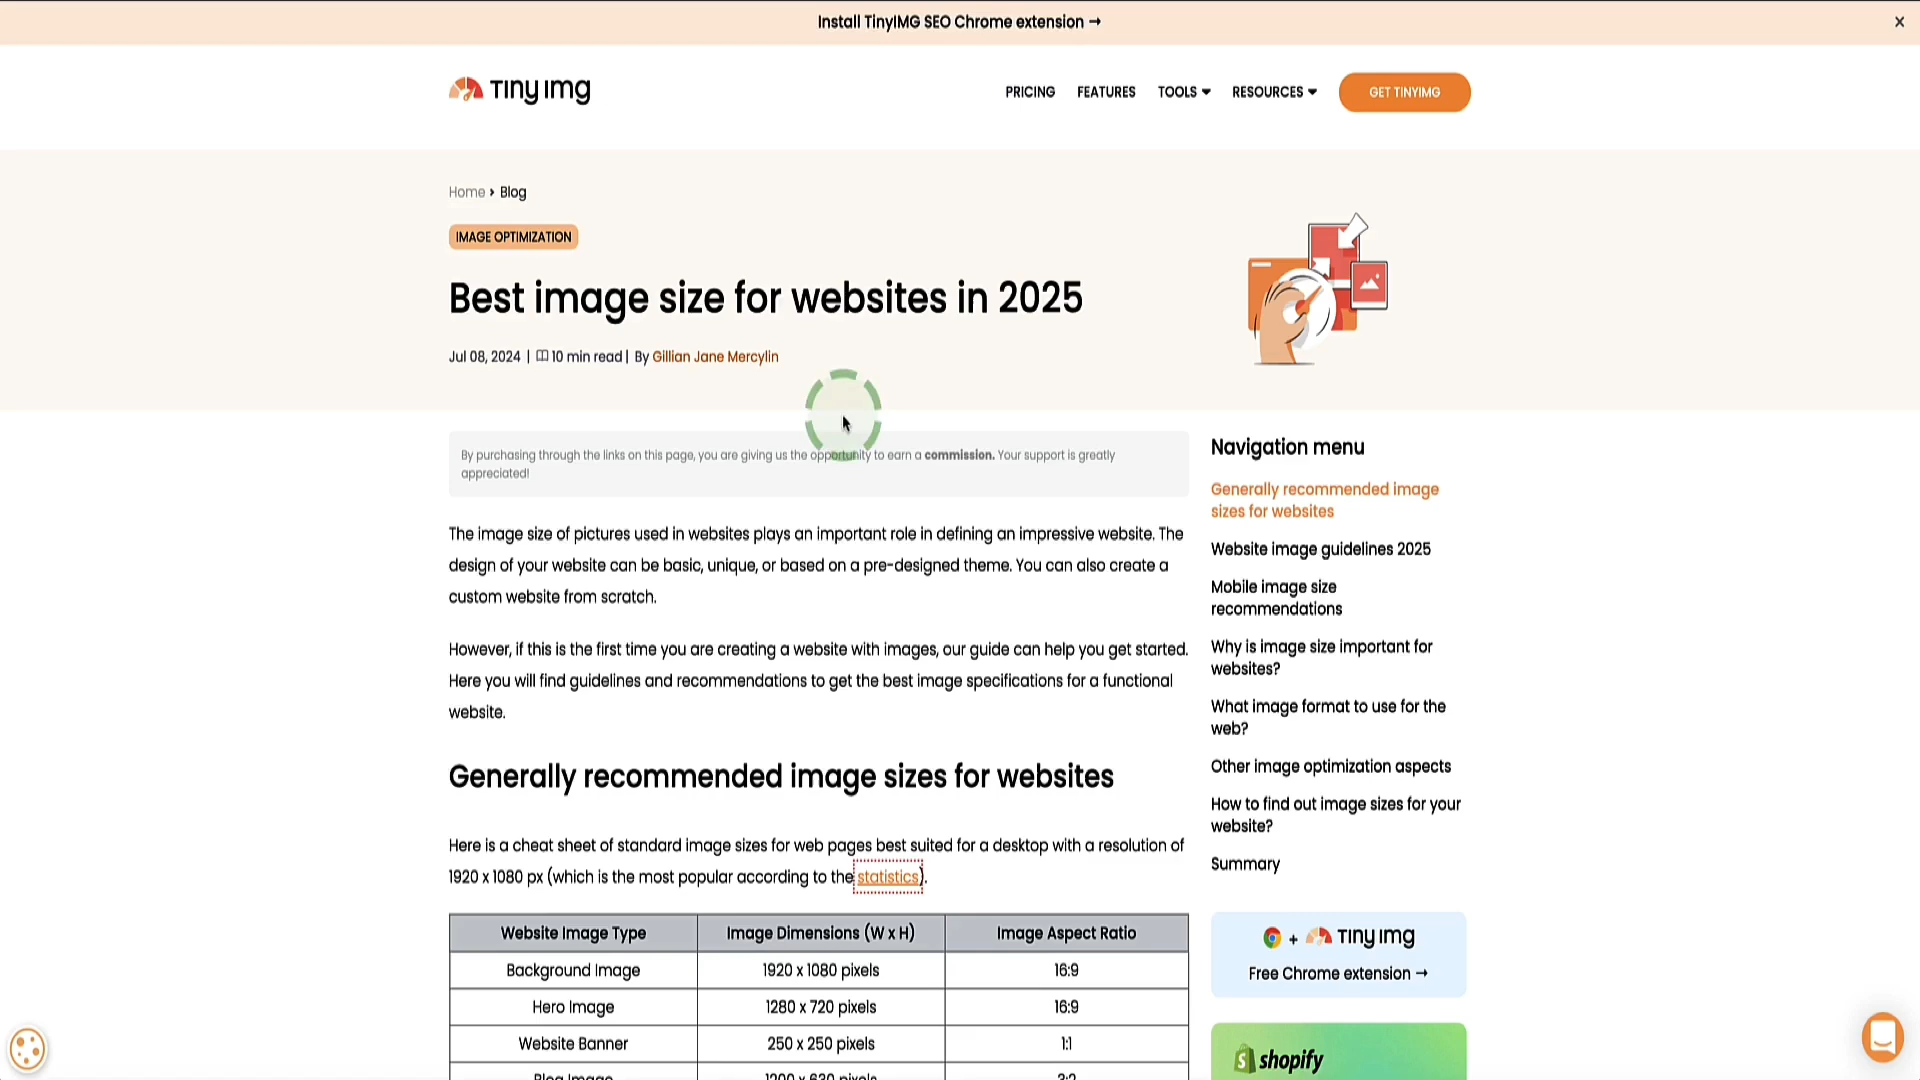 Install TinyIMG SEO Chrome extension →
Tiny Img
PRICING
FEATURES
TOOLS
RESOURCES
GET TINYIMG
Home › Blog
IMAGE OPTIMIZATION
Best image size for websites in 2025
Jul 08, 2024 | 10 min read | By Gillian Jane Mercylin
By purchasing through the links on this page, you are giving us the opportunity to earn a commission. Your support is greatly
appreciated!
The image size of pictures used in websites plays an important role in defining an impressive website. The
design of your website can be basic, unique, or based on a pre-designed theme. You can also create a
custom website from scratch.
However, if this is the first time you are creating a website with images, our guide can help you get started.
Here you will find guidelines and recommendations to get the best image specifications for a functional
website.
Generally recommended image sizes for websites
Here is a cheat sheet of standard image sizes for web pages best suited for a desktop with a resolution of
1920 x 1080 px (which is the most popular according to the statistics).
Website Image Type | Image Dimensions (W x H) | Image Aspect Ratio
Background Image | 1920 x 1080 pixels | 16:9
Hero Image | 1280 x 720 pixels | 16:9
Website Banner | 250 x 250 pixels | 1:1
Blog Image | 1200 x 630 pixels | 3:2
Navigation menu
Generally recommended image
sizes for websites
Website image guidelines 2025
Mobile image size
recommendations
Why is image size important for
websites?
What image format to use for the
web?
Other image optimization aspects
How to find out image sizes for your
website?
Summary
+ Tiny Img
Free Chrome extension →
shopify